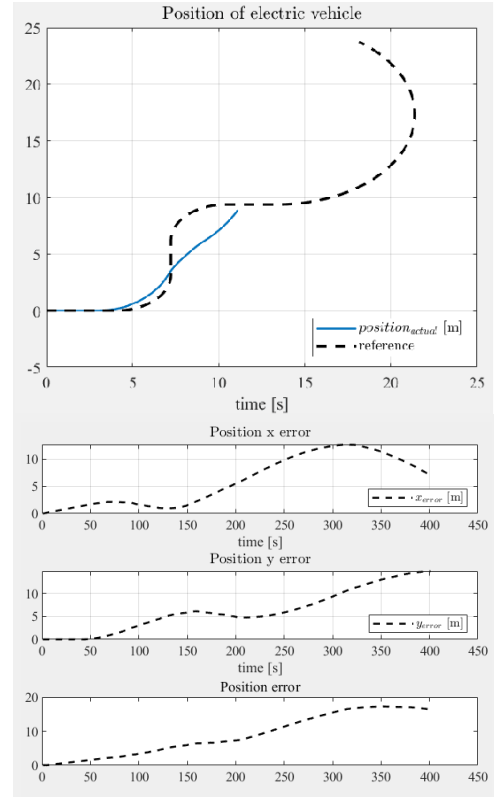 Position of electric vehicle
25
20
15
10
5
0
-5
0 5 10 15 20 25
time [s]
position_actual [m]
reference
Position x error
10
5
0
0 50 100 150 200 250 300 350 400 450
time [s]
x_error [m]
Position y error
10
5
0
0 50 100 150 200 250 300 350 400 450
time [s]
y_error [m]
Position error
20
10
0
0 50 100 150 200 250 300 350 400 450